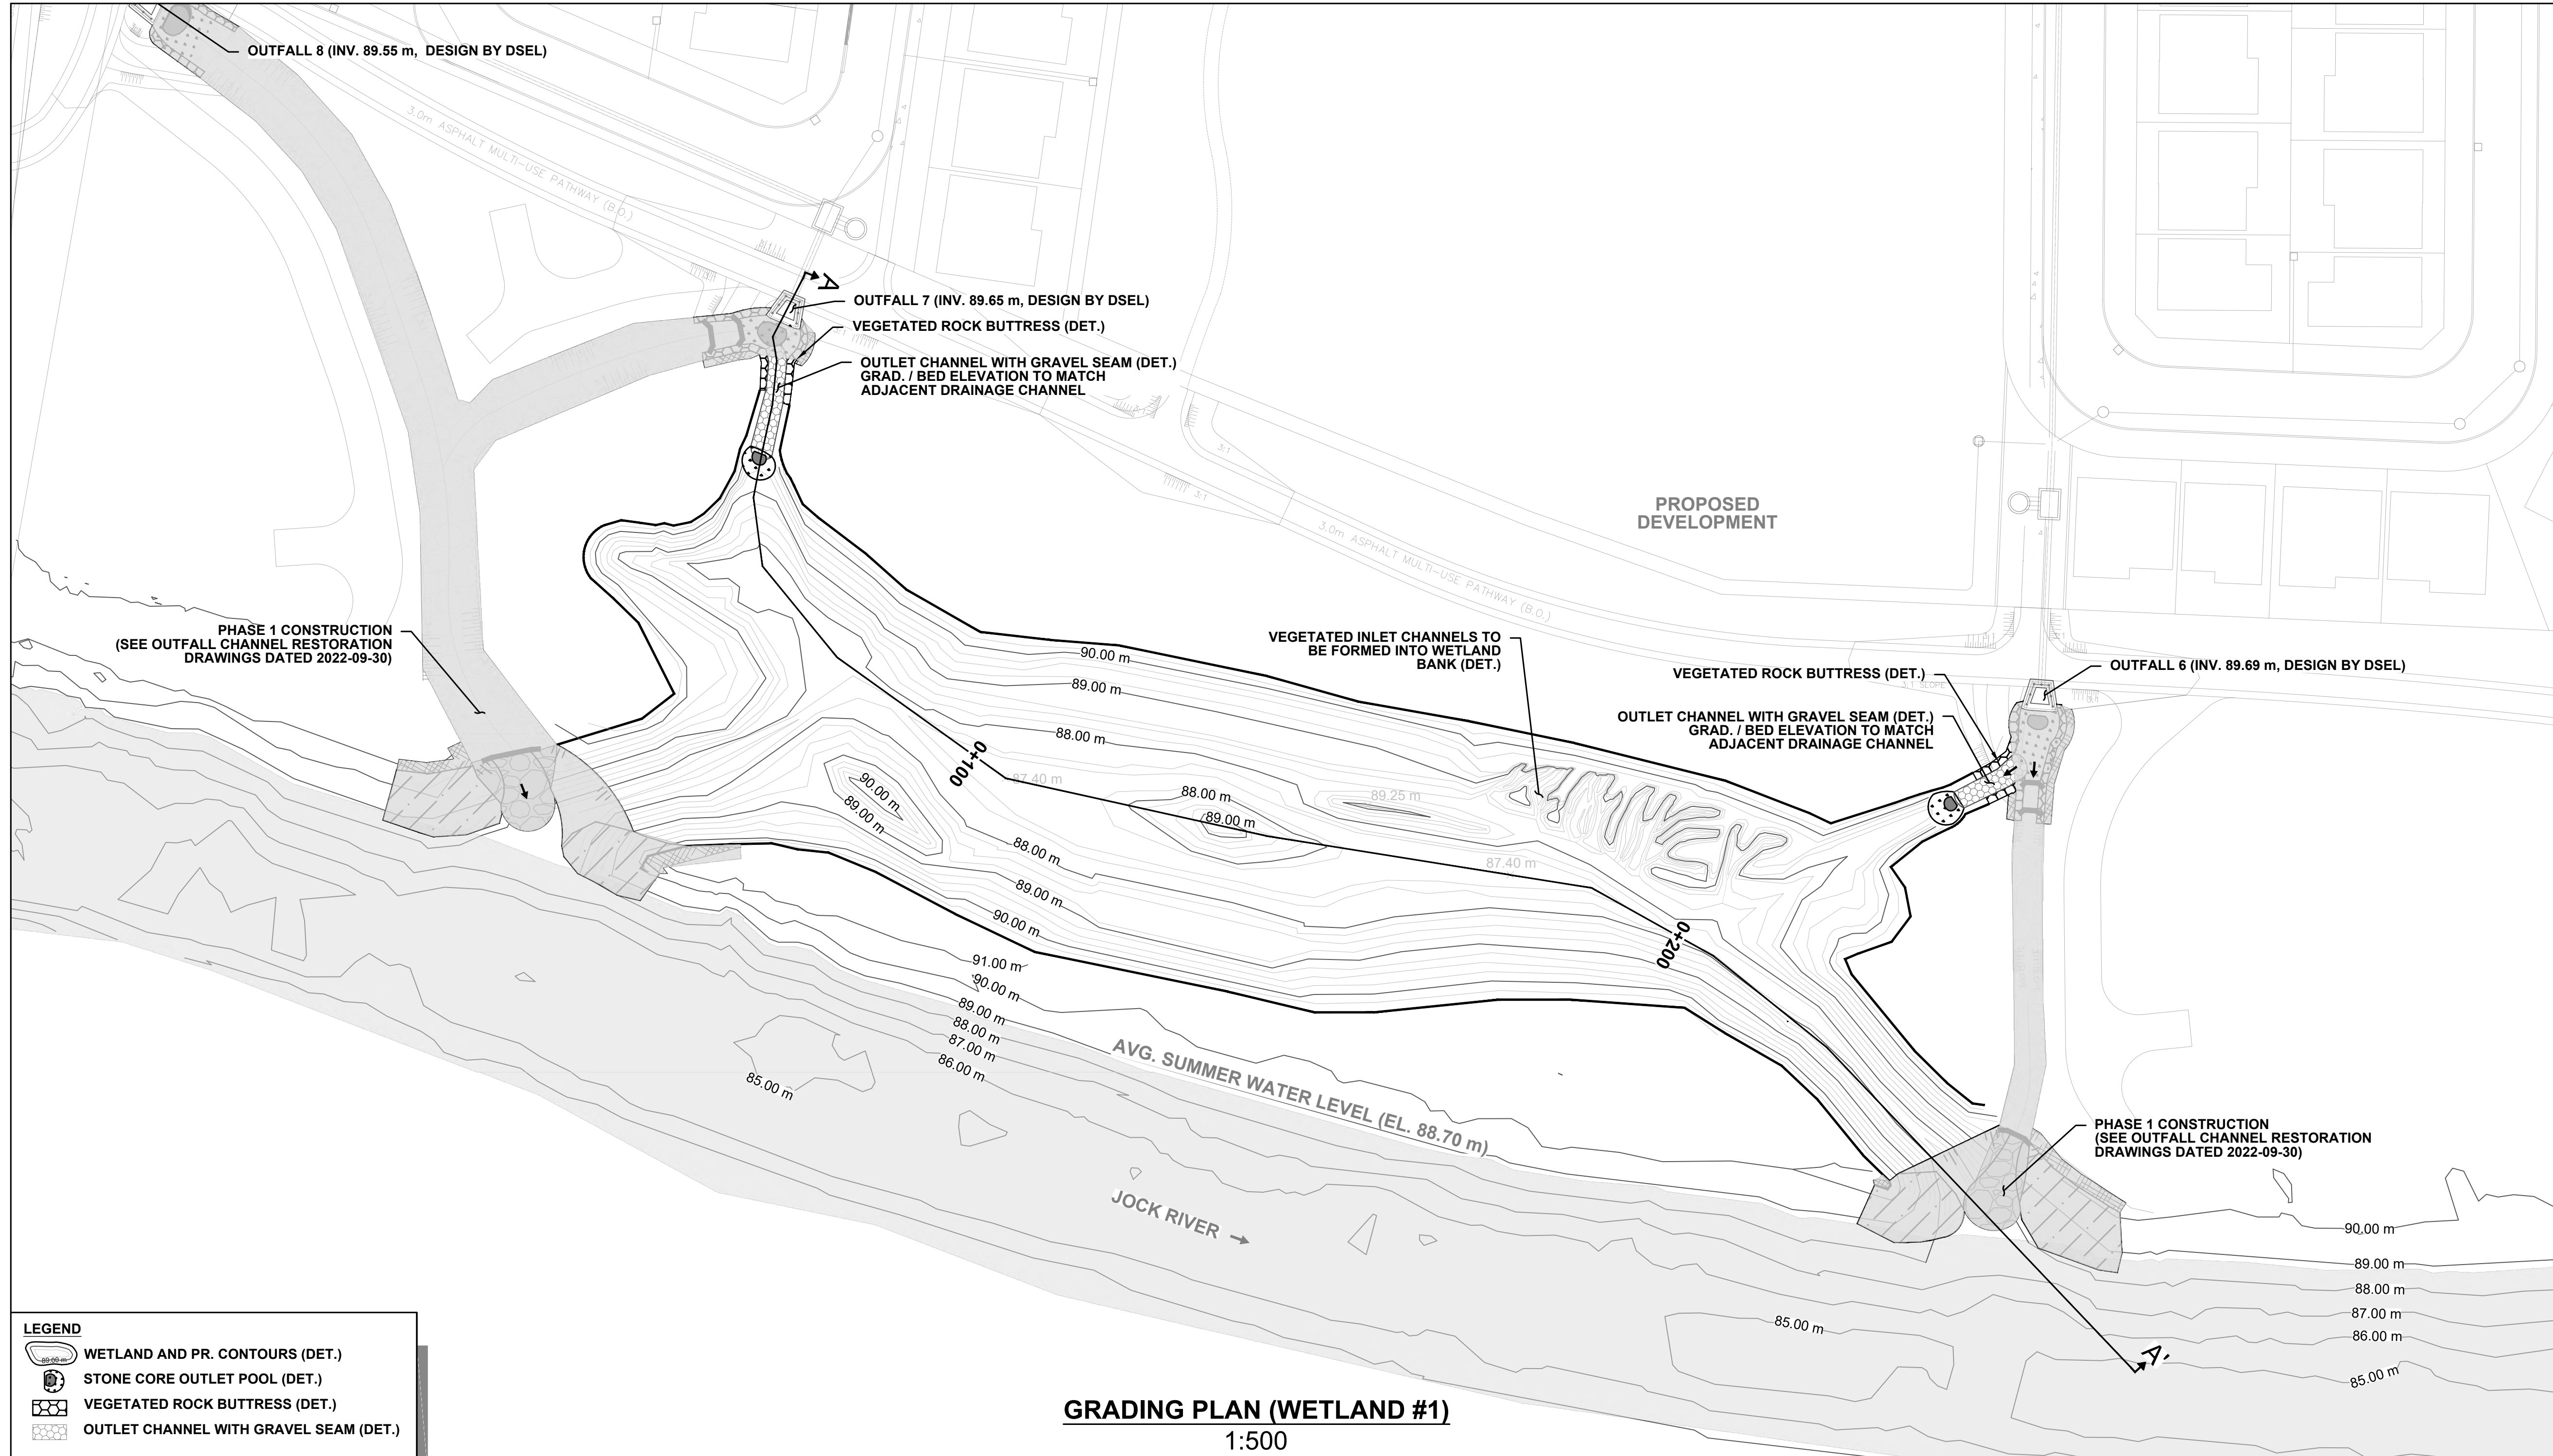 OUTFALL 8 (INV. 89.55 m, DESIGN BY DSEL)
3.0m ASPHALT MULTI-USE PATHWAY (B.O.)
A
OUTFALL 7 (INV. 89.65 m, DESIGN BY DSEL)
VEGETATED ROCK BUTTRESS (DET.)
OUTLET CHANNEL WITH GRAVEL SEAM (DET.)
GRAD. / BED ELEVATION TO MATCH
ADJACENT DRAINAGE CHANNEL
3:1
3:1
PROPOSED
DEVELOPMENT
3.0m ASPHALT MULTI-USE PATHWAY (B.O.)
PHASE 1 CONSTRUCTION
(SEE OUTFALL CHANNEL RESTORATION
DRAWINGS DATED 2022-09-30)
VEGETATED INLET CHANNELS TO
BE FORMED INTO WETLAND
BANK (DET.)
VEGETATED ROCK BUTTRESS (DET.)
3:1 SLOPE
OUTFALL 6 (INV. 89.69 m, DESIGN BY DSEL)
OUTLET CHANNEL WITH GRAVEL SEAM (DET.)
GRAD. / BED ELEVATION TO MATCH
ADJACENT DRAINAGE CHANNEL
90.00 m
89.00 m
88.00 m
0+100
87.40 m
90.00 m
89.00 m
88.00 m
89.00 m
89.25 m
87.40 m
88.00 m
89.00 m
90.00 m
0+200
91.00 m
90.00 m
89.00 m
88.00 m
87.00 m
86.00 m
85.00 m
AVG. SUMMER WATER LEVEL (EL. 88.70 m)
JOCK RIVER
PHASE 1 CONSTRUCTION
(SEE OUTFALL CHANNEL RESTORATION
DRAWINGS DATED 2022-09-30)
90.00 m
89.00 m
88.00 m
87.00 m
86.00 m
85.00 m
85.00 m
A'
LEGEND
89.00 m
WETLAND AND PR. CONTOURS (DET.)
STONE CORE OUTLET POOL (DET.)
VEGETATED ROCK BUTTRESS (DET.)
OUTLET CHANNEL WITH GRAVEL SEAM (DET.)
GRADING PLAN (WETLAND #1)
1:500